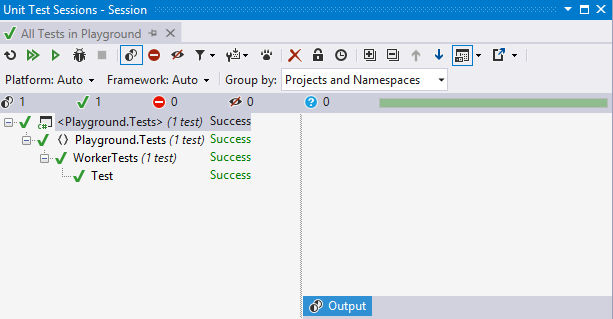 Unit Test Sessions - Session
All Tests in Playground
Platform: Auto Framework: Auto Group by: Projects and Namespaces
1 1 0 0 0
<Playground.Tests> (1 test) Success
Playground.Tests (1 test) Success
WorkerTests (1 test) Success
Test Success
Output